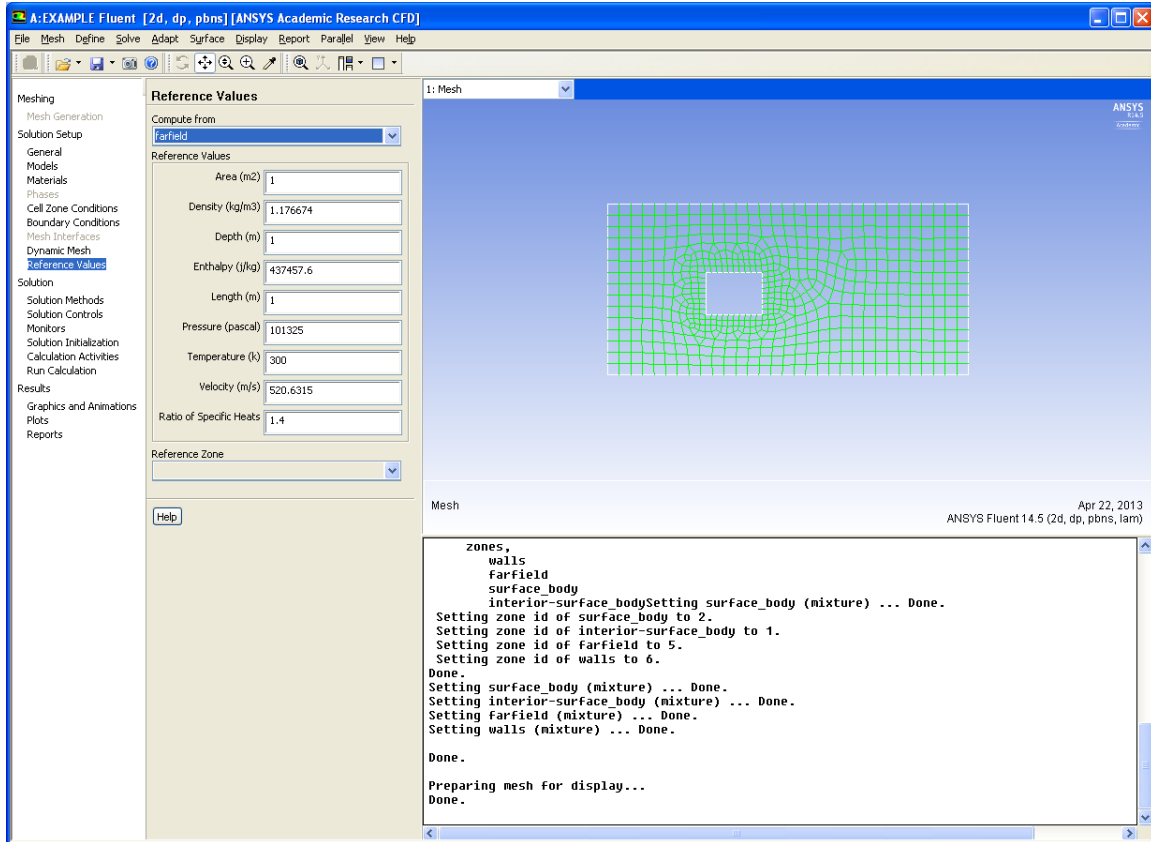 A:EXAMPLE Fluent [2d, dp, pbns] [ANSYS Academic Research CFD]
File Mesh Define Solve Adapt Surface Display Report Parallel View Help
Meshing
Mesh Generation
Solution Setup
General
Models
Materials
Phases
Cell Zone Conditions
Boundary Conditions
Mesh Interfaces
Dynamic Mesh
Reference Values
Solution
Solution Methods
Solution Controls
Monitors
Solution Initialization
Calculation Activities
Run Calculation
Results
Graphics and Animations
Plots
Reports
Reference Values
Compute from
farfield
Reference Values
Area (m2) 1
Density (kg/m3) 1.176674
Depth (m) 1
Enthalpy (j/kg) 437457.6
Length (m) 1
Pressure (pascal) 101325
Temperature (k) 300
Velocity (m/s) 520.6315
Ratio of Specific Heats 1.4
Reference Zone
Help
1: Mesh
ANSYS
R14.5
Academic
Mesh
Apr 22, 2013
ANSYS Fluent 14.5 (2d, dp, pbns, lam)
zones,
walls
farfield
surface_body
interior-surface_bodySetting surface_body (mixture) ... Done.
Setting zone id of surface_body to 2.
Setting zone id of interior-surface_body to 1.
Setting zone id of farfield to 5.
Setting zone id of walls to 6.
Done.
Setting surface_body (mixture) ... Done.
Setting interior-surface_body (mixture) ... Done.
Setting farfield (mixture) ... Done.
Setting walls (mixture) ... Done.
Done.
Preparing mesh for display...
Done.